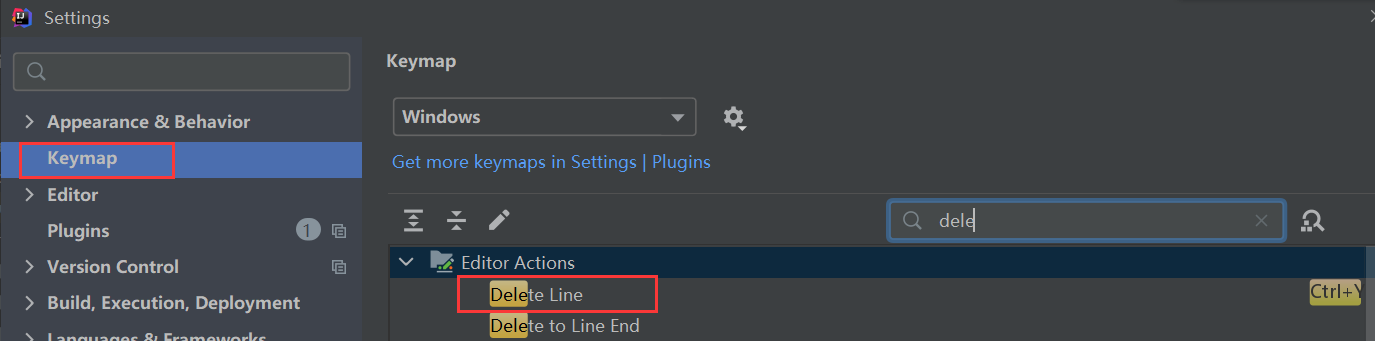 Settings
Keymap
Appearance & Behavior
Windows
Keymap
Get more keymaps in Settings | Plugins
Editor
Plugins
1
dele
Version Control
Editor Actions
Build, Execution, Deployment
Delete Line
Ctrl+Y
Delete to Line End
Languages & Frameworks